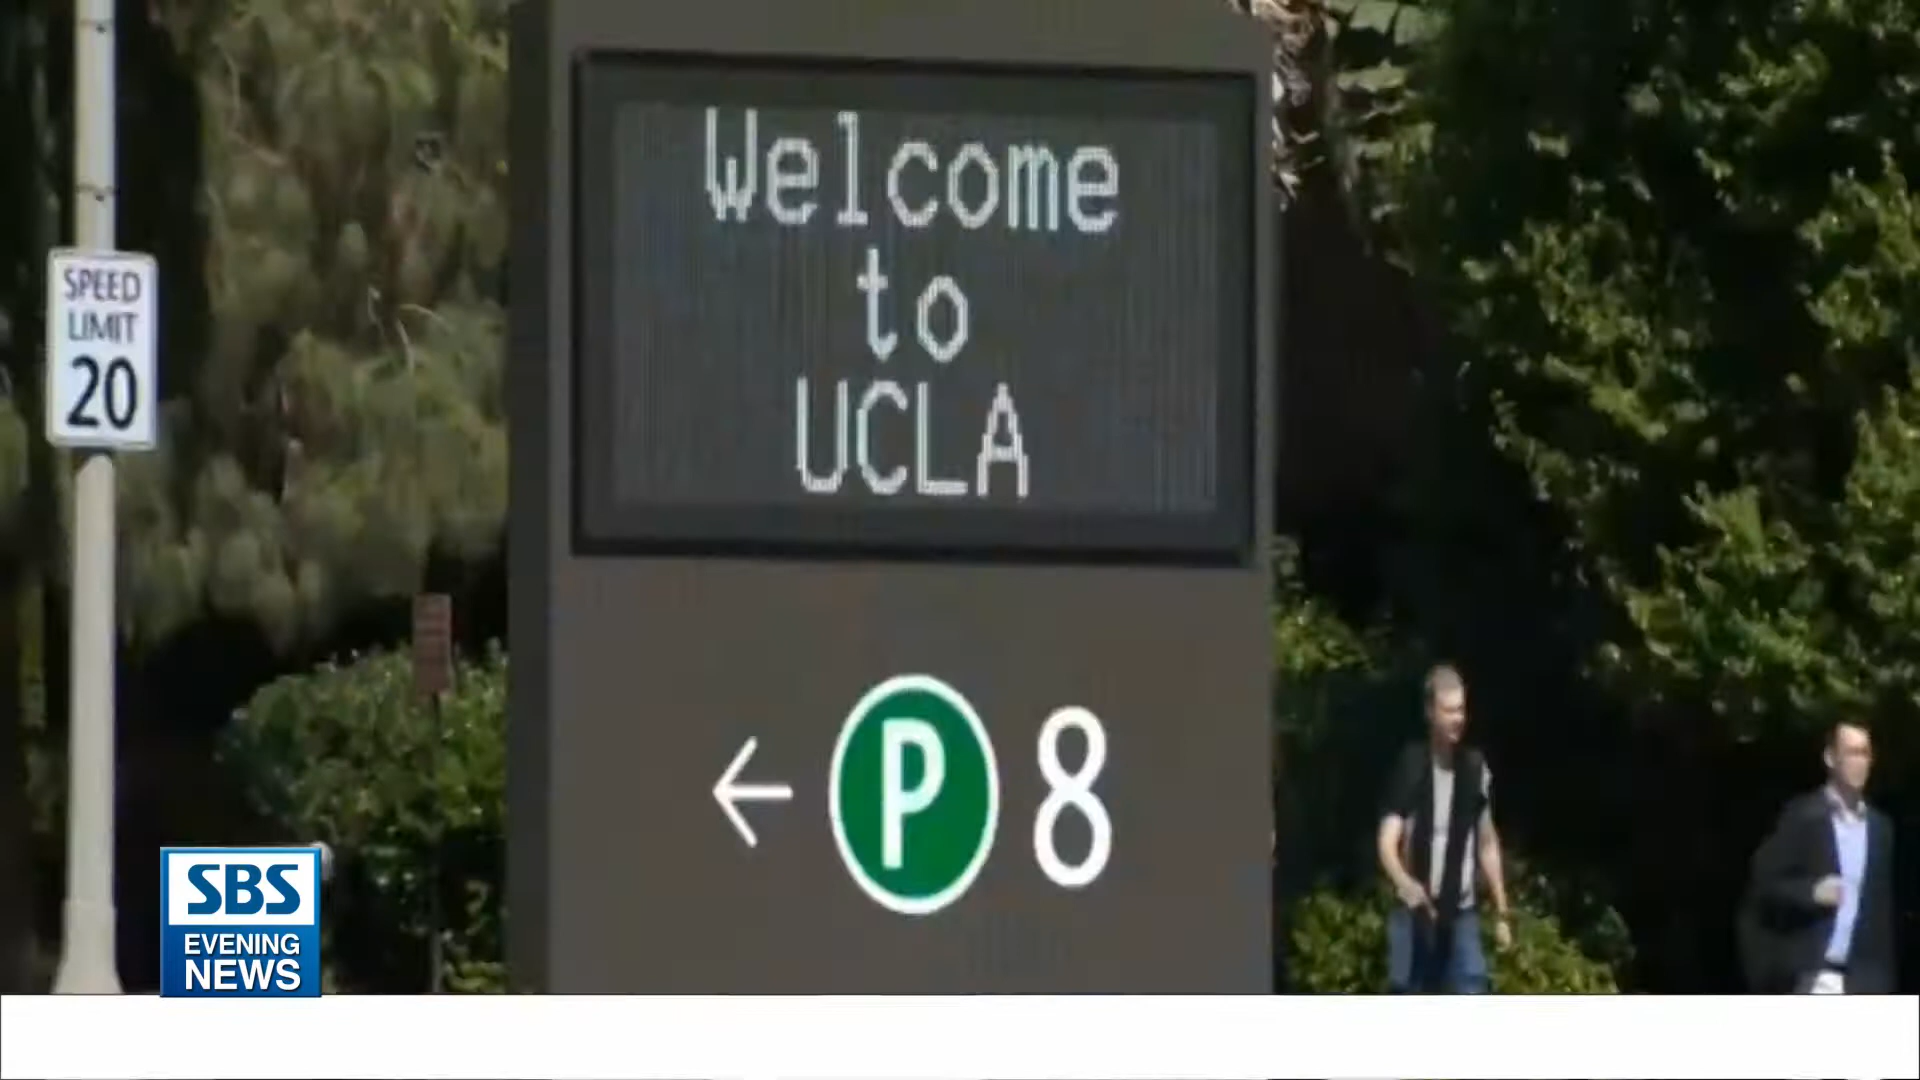 SPEED
LIMIT
20
Welcome
to
UCLA
← P 8
SBS
EVENING
NEWS